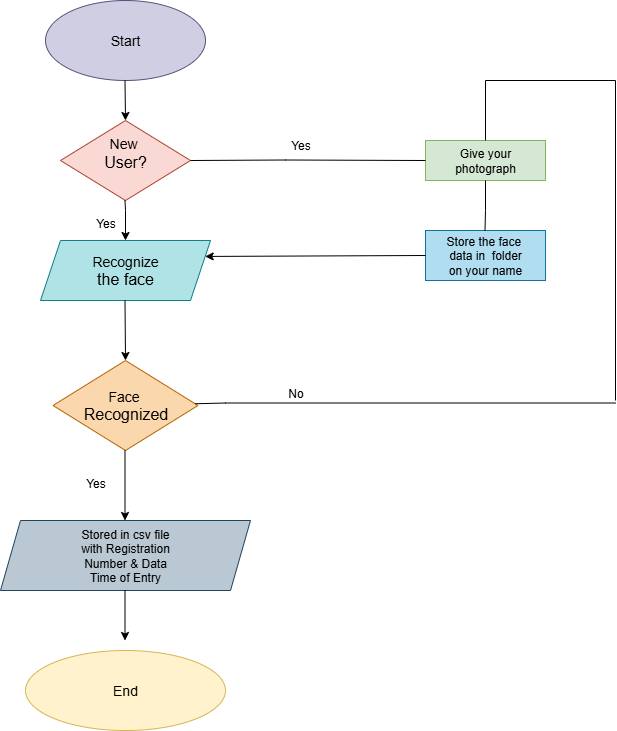 Start
New
User?
Yes
Give your
photograph
Yes
Store the face
data in folder
on your name
Recognize
the face
No
Face
Recognized
Yes
Stored in csv file
with Registration
Number & Data
Time of Entry
End